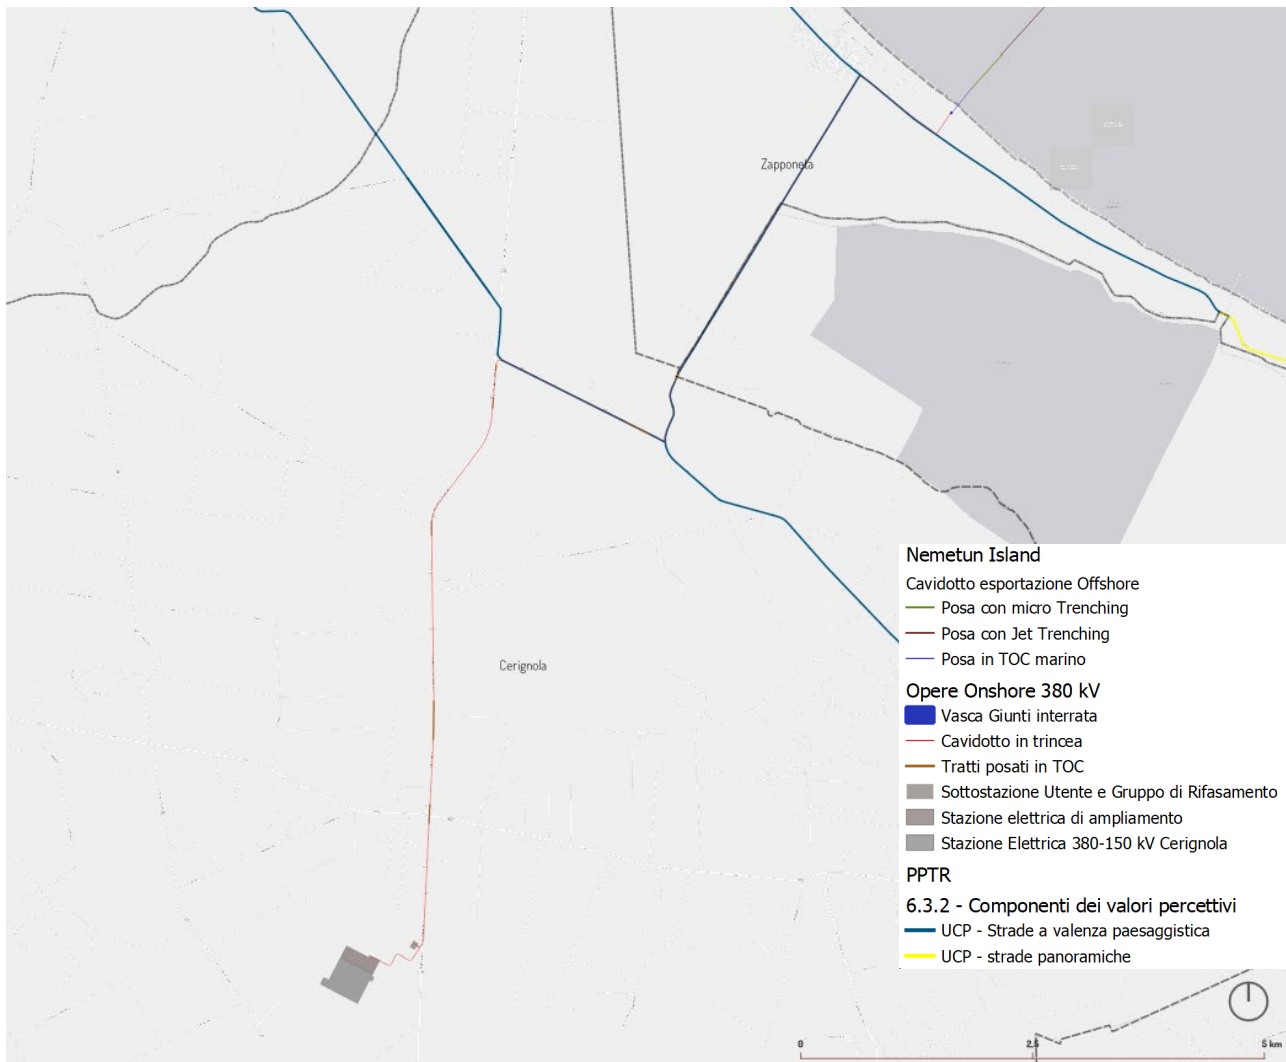 Zapponeta
Cerignola
Nemetun Island
Cavidotto esportazione Offshore
Posa con micro Trenching
Posa con Jet Trenching
Posa in TOC marino
Opere Onshore 380 kV
Vasca Giunti interrata
Cavidotto in trincea
Tratti posati in TOC
Sottostazione Utente e Gruppo di Rifasamento
Stazione elettrica di ampliamento
Stazione Elettrica 380-150 kV Cerignola
PPTR
6.3.2 - Componenti dei valori percettivi
UCP - Strade a valenza paesaggistica
UCP - strade panoramiche
0 2,5 5 km